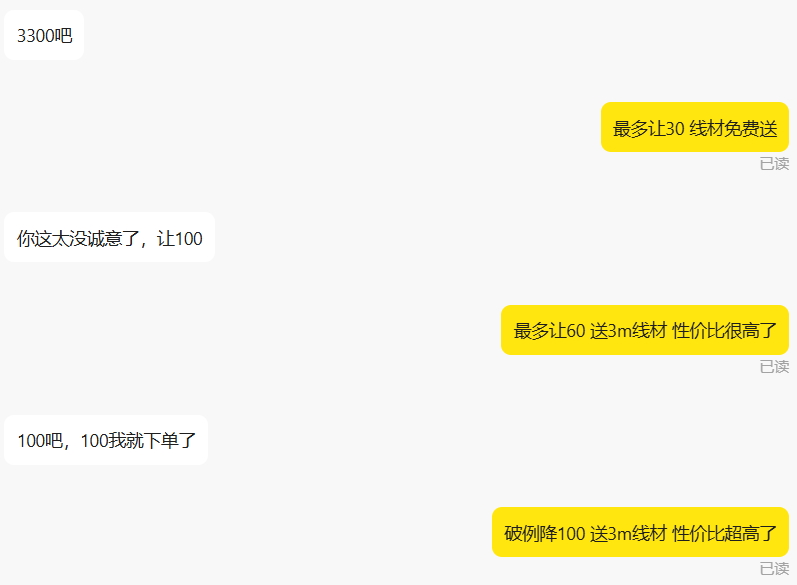 3300吧
最多让30 线材免费送
已读
你这太没诚意了，让100
最多让60 送3m线材 性价比很高了
已读
100吧，100我就下单了
破例降100 送3m线材 性价比超高了
已读